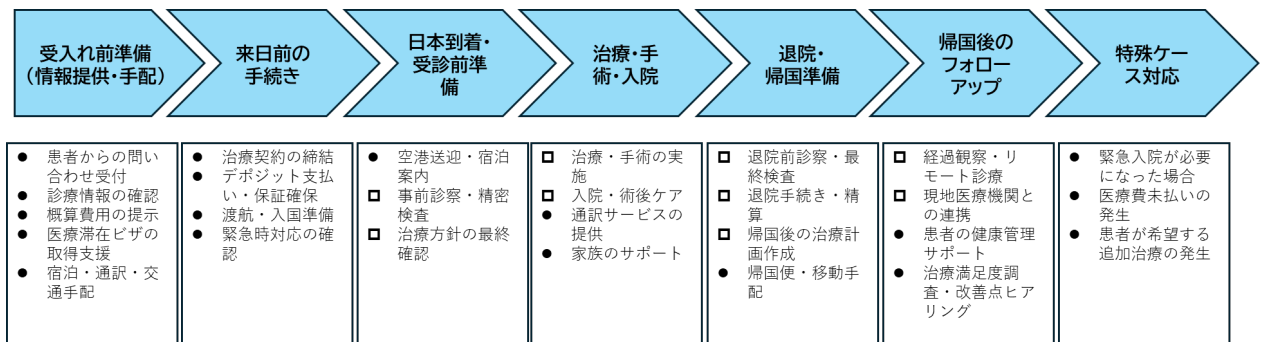 受入れ前準備
（情報提供・手配）
来日前の
手続き
日本到着・
受診前準
備
治療・手
術・入院
退院・
帰国準備
帰国後の
フォロー
アップ
特殊ケー
ス対応
● 患者からの問い
合わせ受付
● 診療情報の確認
● 概算費用の提示
● 医療滞在ビザの
取得支援
● 宿泊・通訳・交
通手配
● 治療契約の締結
● デポジット支払
い・保証確保
● 渡航・入国準備
● 緊急時対応の確
認
● 空港送迎・宿泊
案内
□ 事前診察・精密
検査
□ 治療方針の最終
確認
□ 治療・手術の実
施
□ 入院・術後ケア
● 通訳サービスの
提供
● 家族のサポート
□ 退院前診察・最
終検査
□ 退院手続き・精
算
□ 帰国後の治療計
画作成
● 帰国便・移動手
配
□ 経過観察・リ
モート診療
□ 現地医療機関と
の連携
● 患者の健康管理
サポート
● 治療満足度調
査・改善点ヒア
リング
● 緊急入院が必要
になった場合
● 医療費未払いの
発生
● 患者が希望する
追加治療の発生